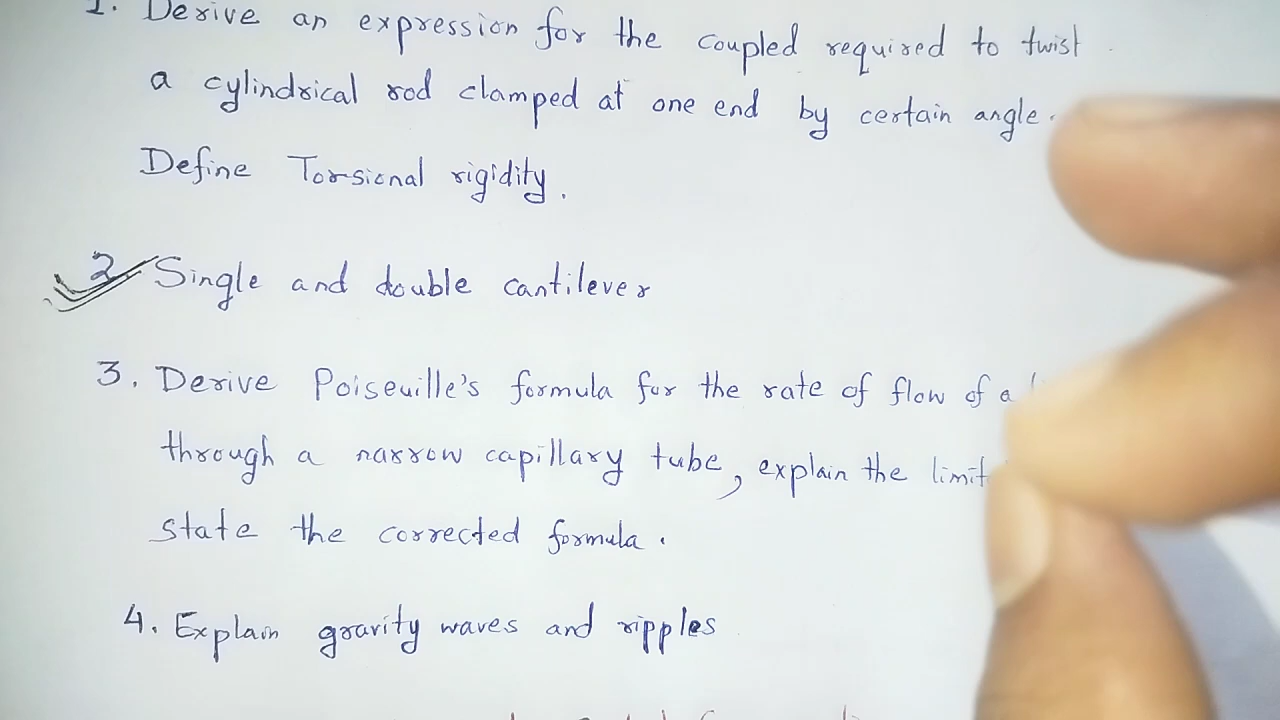 1. Derive an expression for the coupled required to twist
a cylindrical rod clamped at one end by certain angle.
Define Torsional rigidity.
2 Single and double cantilever
3. Derive Poiseuille's formula for the rate of flow of a
through a narrow capillary tube, explain the
state the corrected formula.
4. Explain gravity waves and ripples